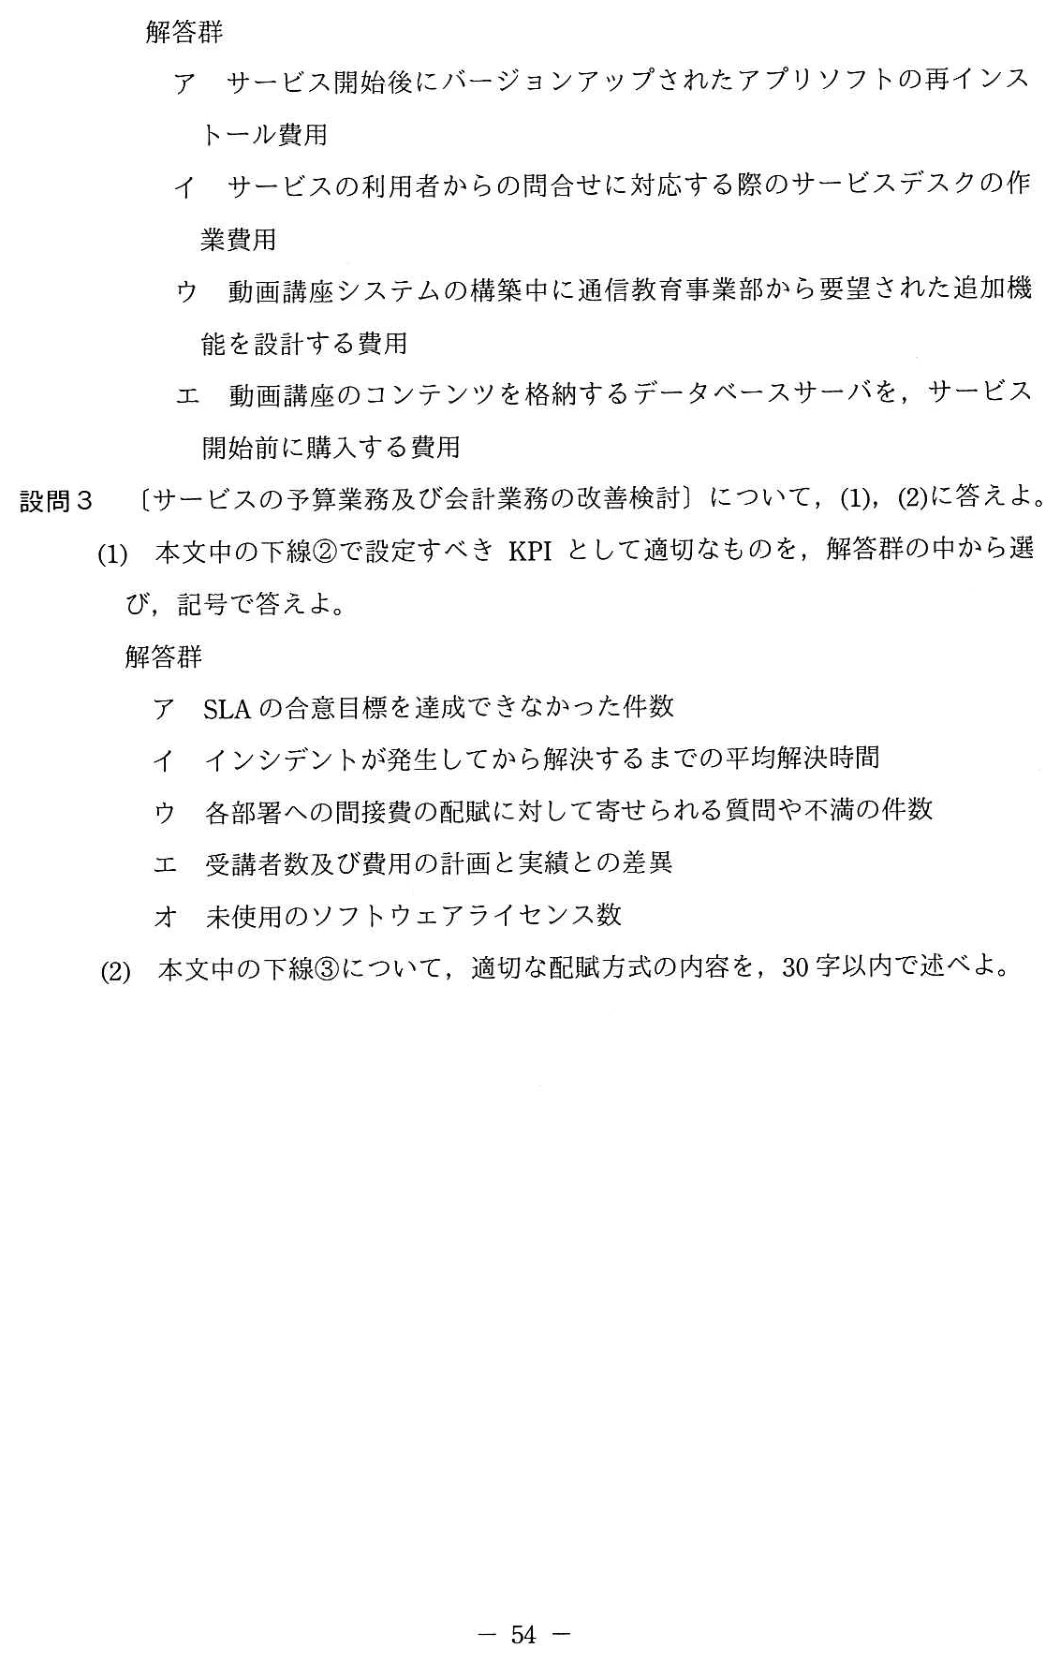 解答群
ア　サービス開始後にバージョンアップされたアプリソフトの再インス
トール費用
イ　サービスの利用者からの問合せに対応する際のサービスデスクの作
業費用
ウ　動画講座システムの構築中に通信教育事業部から要望された追加機
能を設計する費用
エ　動画講座のコンテンツを格納するデータベースサーバを，サービス
開始前に購入する費用
設問３　〔サービスの予算業務及び会計業務の改善検討〕について，(1)，(2)に答えよ。
(1)　本文中の下線②で設定すべき KPI として適切なものを，解答群の中から選
び，記号で答えよ。
解答群
ア　SLA の合意目標を達成できなかった件数
イ　インシデントが発生してから解決するまでの平均解決時間
ウ　各部署への間接費の配賦に対して寄せられる質問や不満の件数
エ　受講者数及び費用の計画と実績との差異
オ　未使用のソフトウェアライセンス数
(2)　本文中の下線③について，適切な配賦方式の内容を，30 字以内で述べよ。
― 54 ―